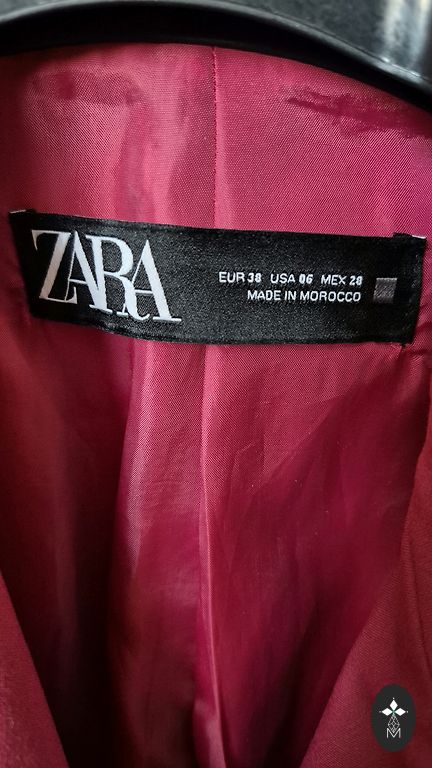 ZARA
EUR 38 USA 06 MEX 28
MADE IN MOROCCO
M